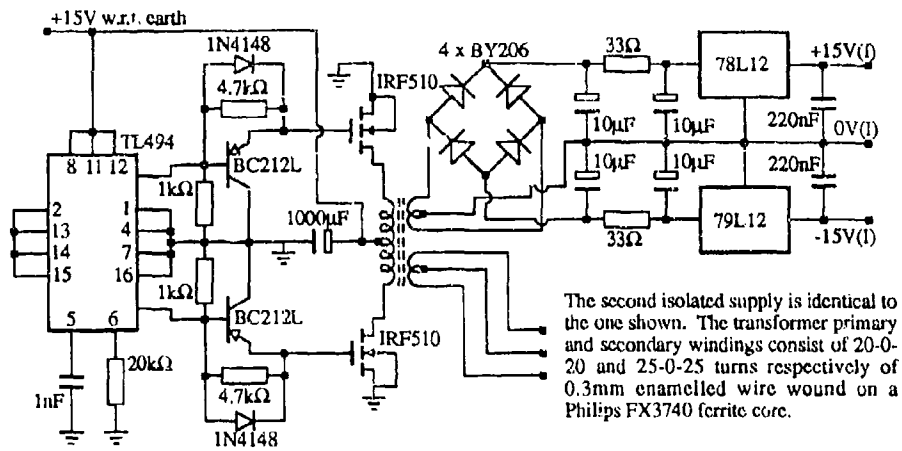 +15V w.r.t. earth
1N4148
4.7kΩ
IRF510
4 x BY206
33Ω
78L12
+15V(I)
10µF
10µF
220nF
0V(I)
TL494
8 11 12
BC212L
1kΩ
2
13
14
15
1
4
7
16
1000µF
10µF
10µF
220nF
79L12
33Ω
-15V(I)
1kΩ
BC212L
5 6
IRF510
20kΩ
1nF
4.7kΩ
1N4148
The second isolated supply is identical to
the one shown. The transformer primary
and secondary windings consist of 20-0-
20 and 25-0-25 turns respectively of
0.3mm enamelled wire wound on a
Philips FX3740 ferrite core.